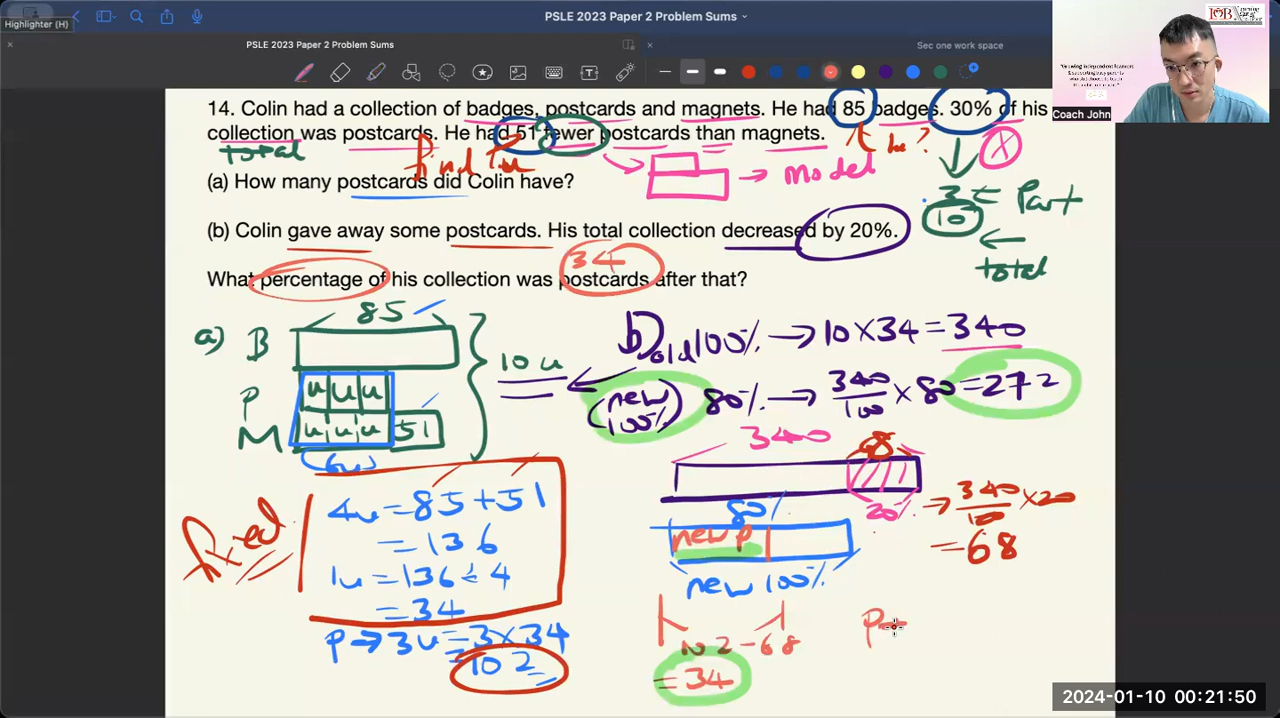 Highlighter (H)
PSLE 2023 Paper 2 Problem Sums
PSLE 2023 Paper 2 Problem Sums
Sec one work space
Coach John
14. Colin had a collection of badges, postcards and magnets. He had 85 badges. 30% of his
collection was postcards. He had 51 fewer postcards than magnets.
total
find 1u
1u?
→ model
(a) How many postcards did Colin have?
3 ← Part
10
← total
(b) Colin gave away some postcards. His total collection decreased by 20%.
34
What percentage of his collection was postcards after that?
a) B
85
P u u u
M u u u 51
6u
10 u
b) old 100% → 10 × 34 = 340
(new 100%) 80% → 340/100 × 80 = 272
340
68
20%
→ 340/100 × 20
= 68
80%
new P
new 100%
102 - 68
= 34
P
fixed
4u = 85 + 51
= 136
1u = 136 ÷ 4
= 34
P → 3u = 3 × 34
= 102
2024-01-10 00:21:50